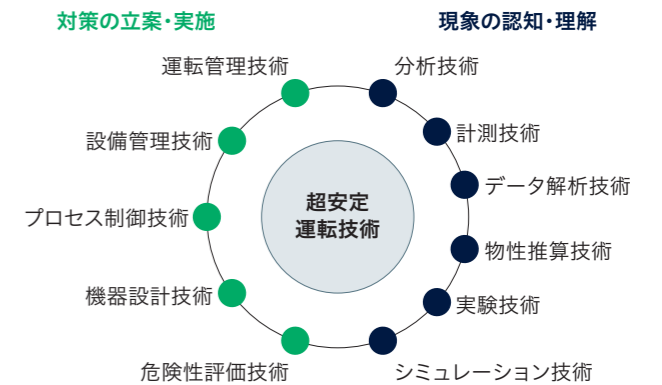 対策の立案・実施
現象の認知・理解
運転管理技術
分析技術
設備管理技術
計測技術
データ解析技術
プロセス制御技術
超安定
運転技術
物性推算技術
機器設計技術
実験技術
危険性評価技術
シミュレーション技術